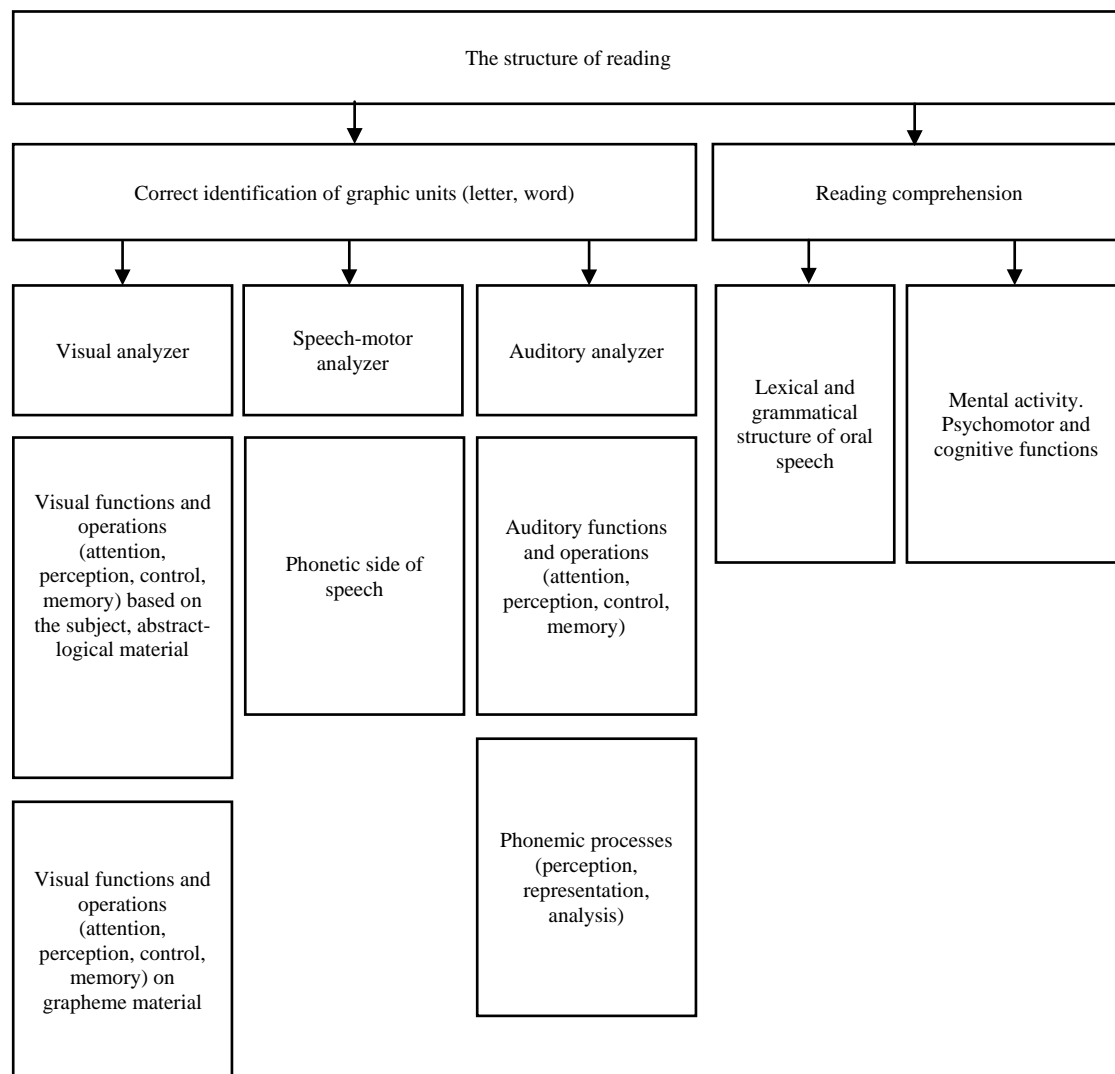 The structure of reading
Correct identification of graphic units (letter, word)
Reading comprehension
Visual analyzer
Speech-motor
analyzer
Auditory analyzer
Lexical and
grammatical
structure of oral
speech
Mental activity.
Psychomotor and
cognitive functions
Visual functions and
operations
(attention,
perception, control,
memory) based on
the subject, abstract-
logical material
Phonetic side of
speech
Auditory functions
and operations
(attention,
perception, control,
memory)
Visual functions and
operations
(attention,
perception, control,
memory) on
grapheme material
Phonemic processes
(perception,
representation,
analysis)